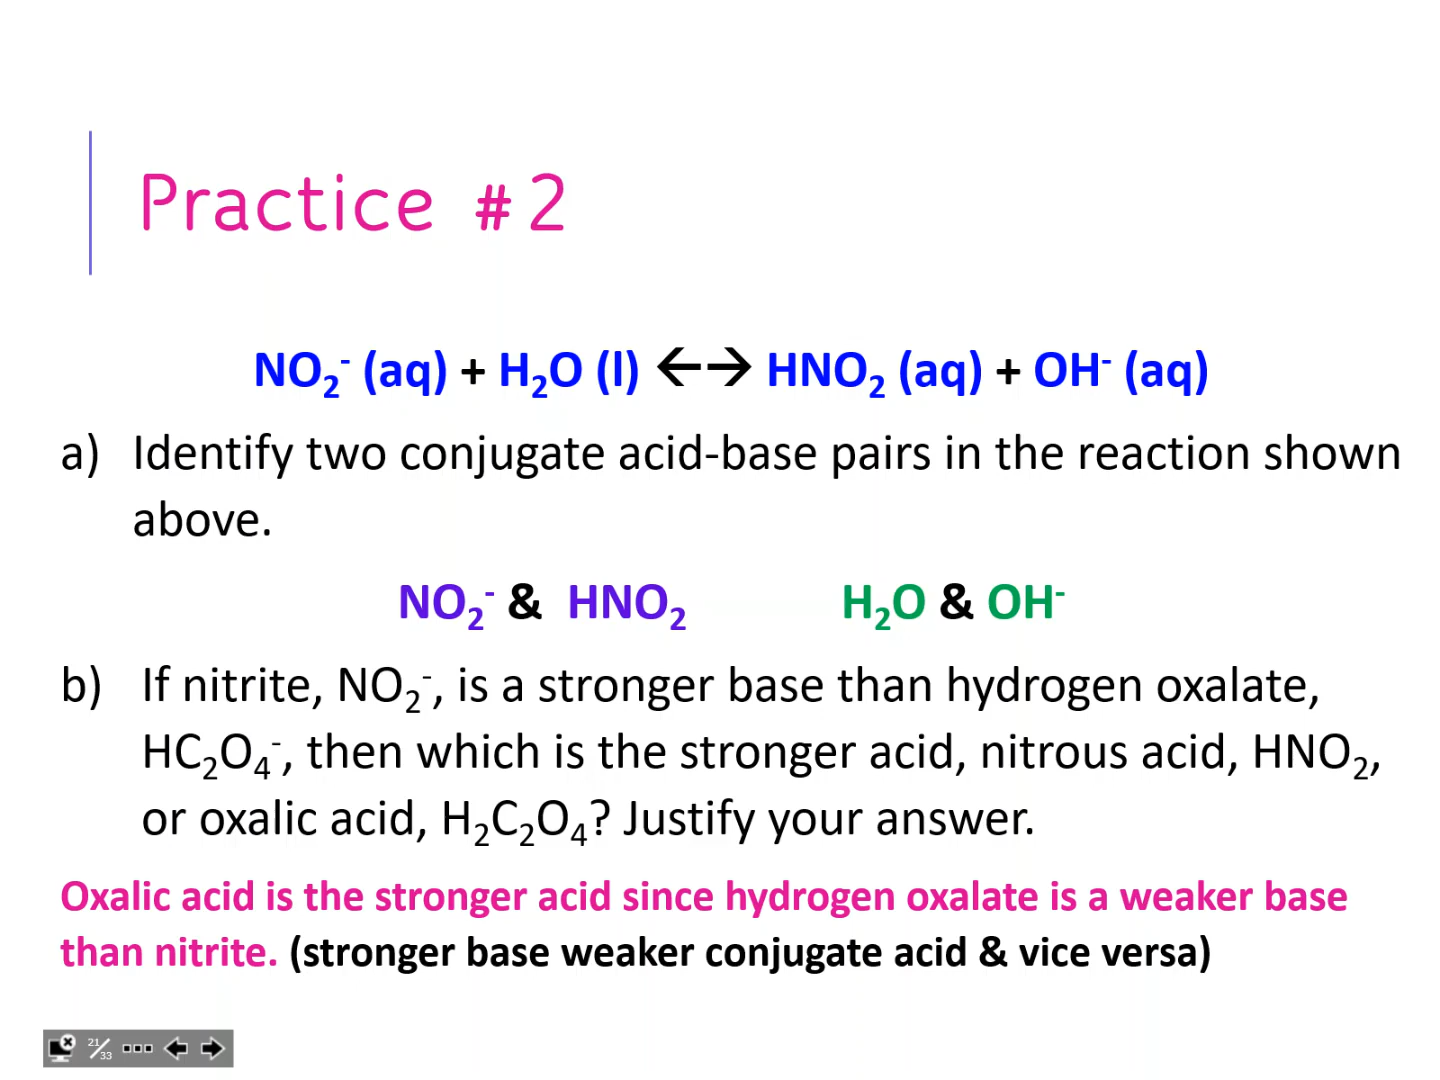 Practice #2
NO₂⁻ (aq) + H₂O (l) ←→ HNO₂ (aq) + OH⁻ (aq)
a) Identify two conjugate acid-base pairs in the reaction shown
above.
NO₂⁻ & HNO₂ H₂O & OH⁻
b) If nitrite, NO₂⁻, is a stronger base than hydrogen oxalate,
HC₂O₄⁻, then which is the stronger acid, nitrous acid, HNO₂,
or oxalic acid, H₂C₂O₄? Justify your answer.
Oxalic acid is the stronger acid since hydrogen oxalate is a weaker base
than nitrite. (stronger base weaker conjugate acid & vice versa)
21/33